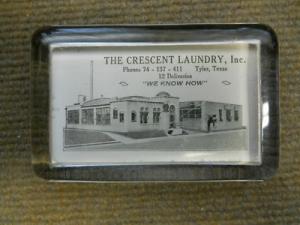 THE CRESCENT LAUNDRY, Inc.
Phones 74 - 137 - 411 Tyler, Texas
12 Deliveries
"WE KNOW HOW"